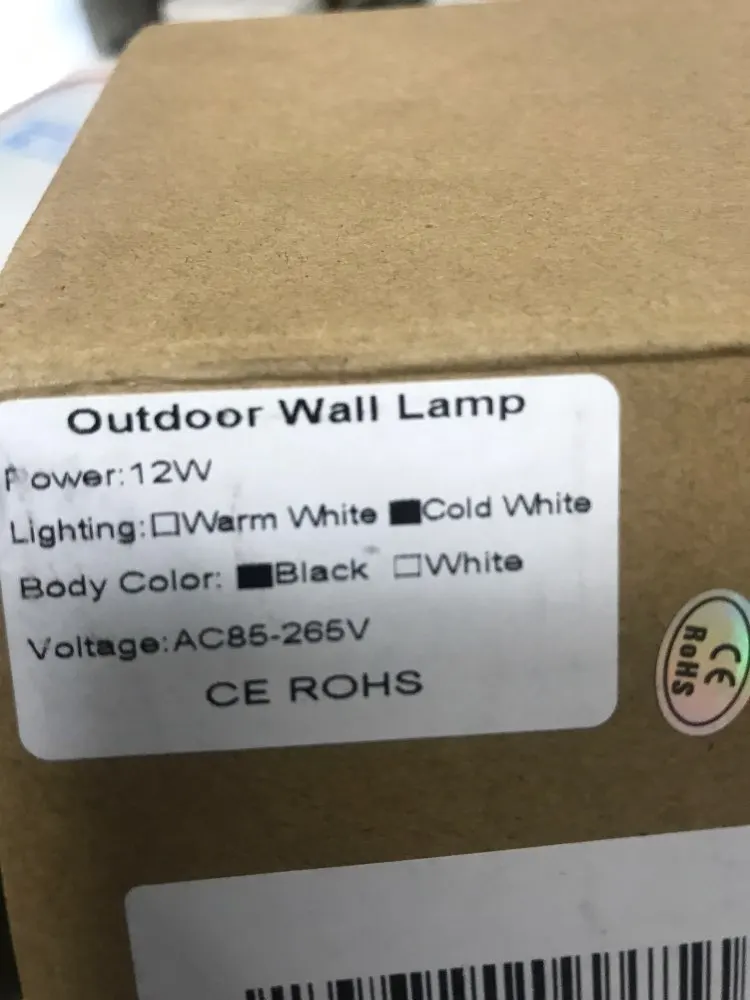 Outdoor Wall Lamp
Power:12W
Lighting:□Warm White ■Cold White
Body Color: ■Black □White
Voltage:AC85-265V
CE ROHS
CE
RoHS